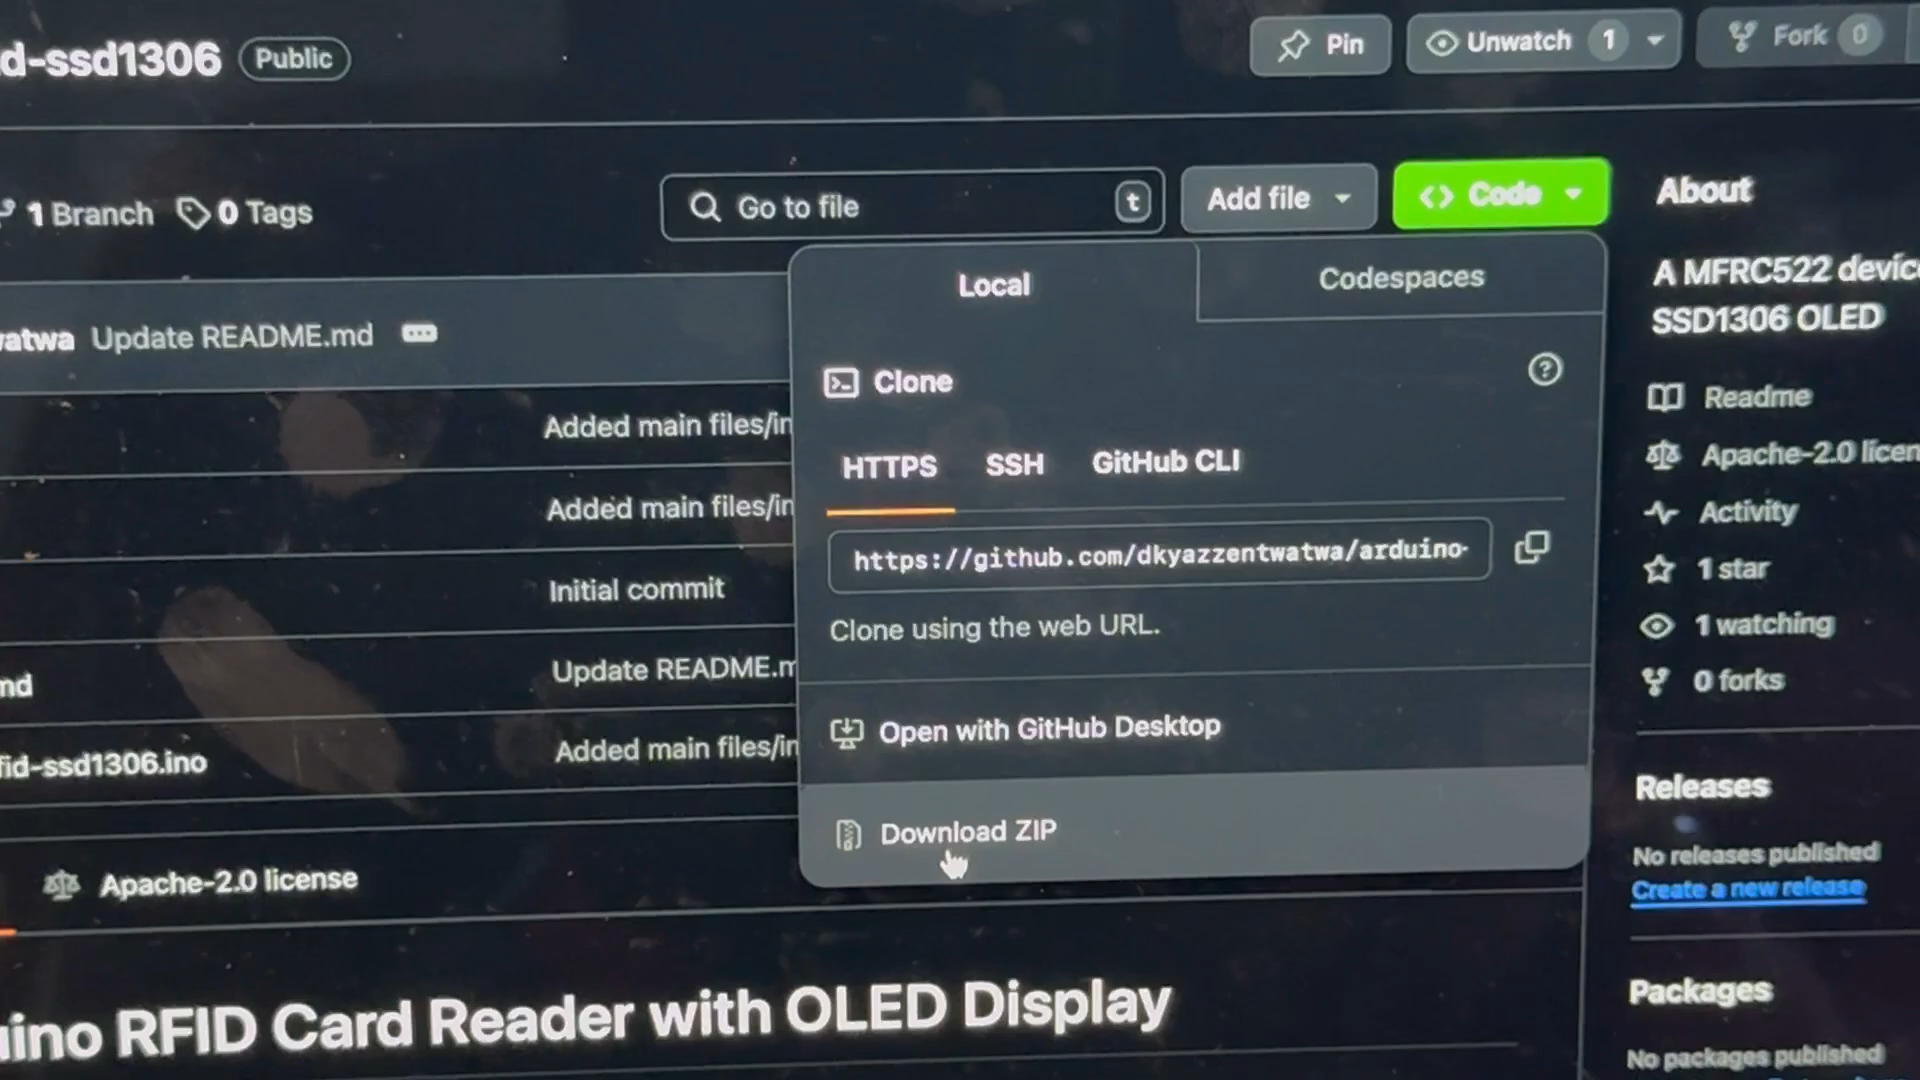 d-ssd1306 Public
Pin
Unwatch 1
Fork 0
1 Branch
0 Tags
Go to file t
Add file
Code
About
A MFRC522 devic
SSD1306 OLED
Readme
Apache-2.0 licen
Activity
1 star
1 watching
0 forks
Releases
No releases published
Create a new release
Packages
No packages published
Local
Codespaces
Clone
HTTPS
SSH
GitHub CLI
https://github.com/dkyazzentwatwa/arduino-
Clone using the web URL.
Open with GitHub Desktop
Download ZIP
watwa Update README.md
Added main files/in
Added main files/in
Initial commit
md
Update README.m
fid-ssd1306.ino
Added main files/in
Apache-2.0 license
uino RFID Card Reader with OLED Display